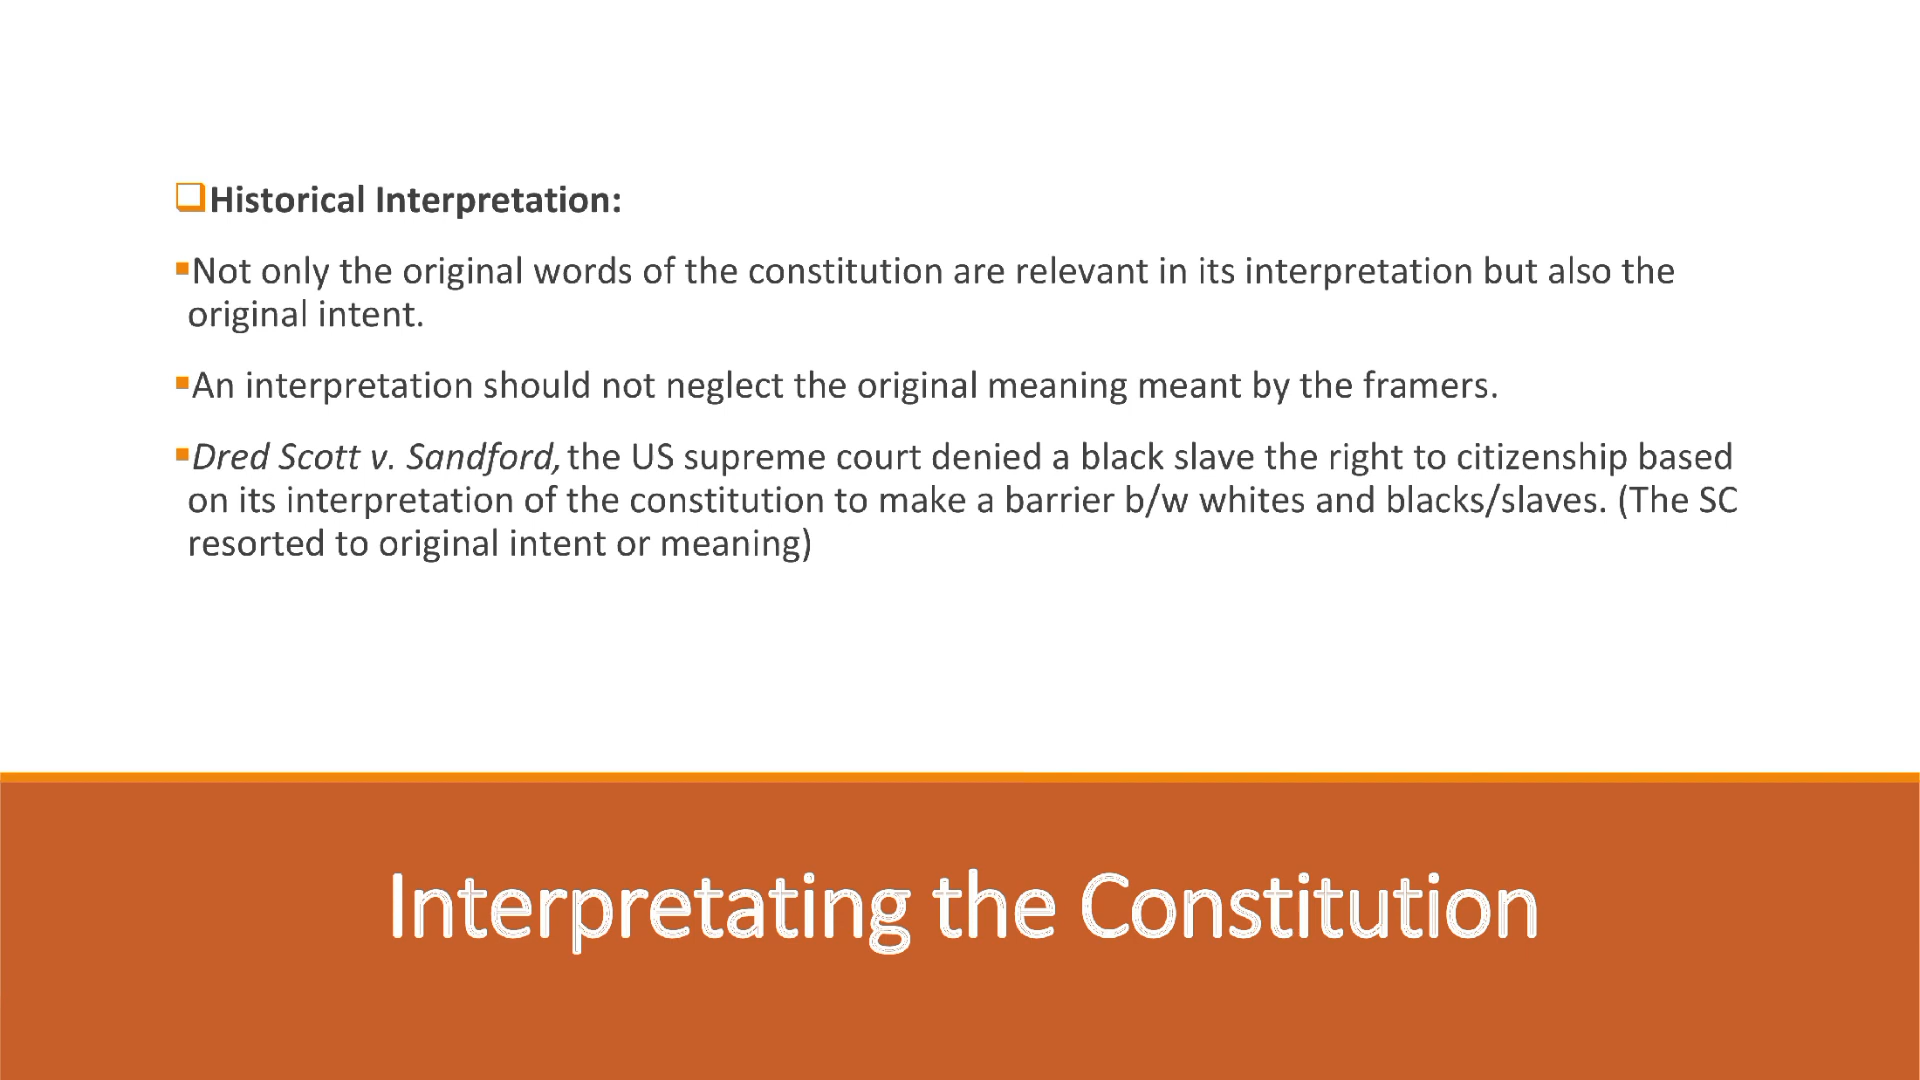 Historical Interpretation:
Not only the original words of the constitution are relevant in its interpretation but also the
original intent.
An interpretation should not neglect the original meaning meant by the framers.
Dred Scott v. Sandford, the US supreme court denied a black slave the right to citizenship based
on its interpretation of the constitution to make a barrier b/w whites and blacks/slaves. (The SC
resorted to original intent or meaning)
Interpretating the Constitution